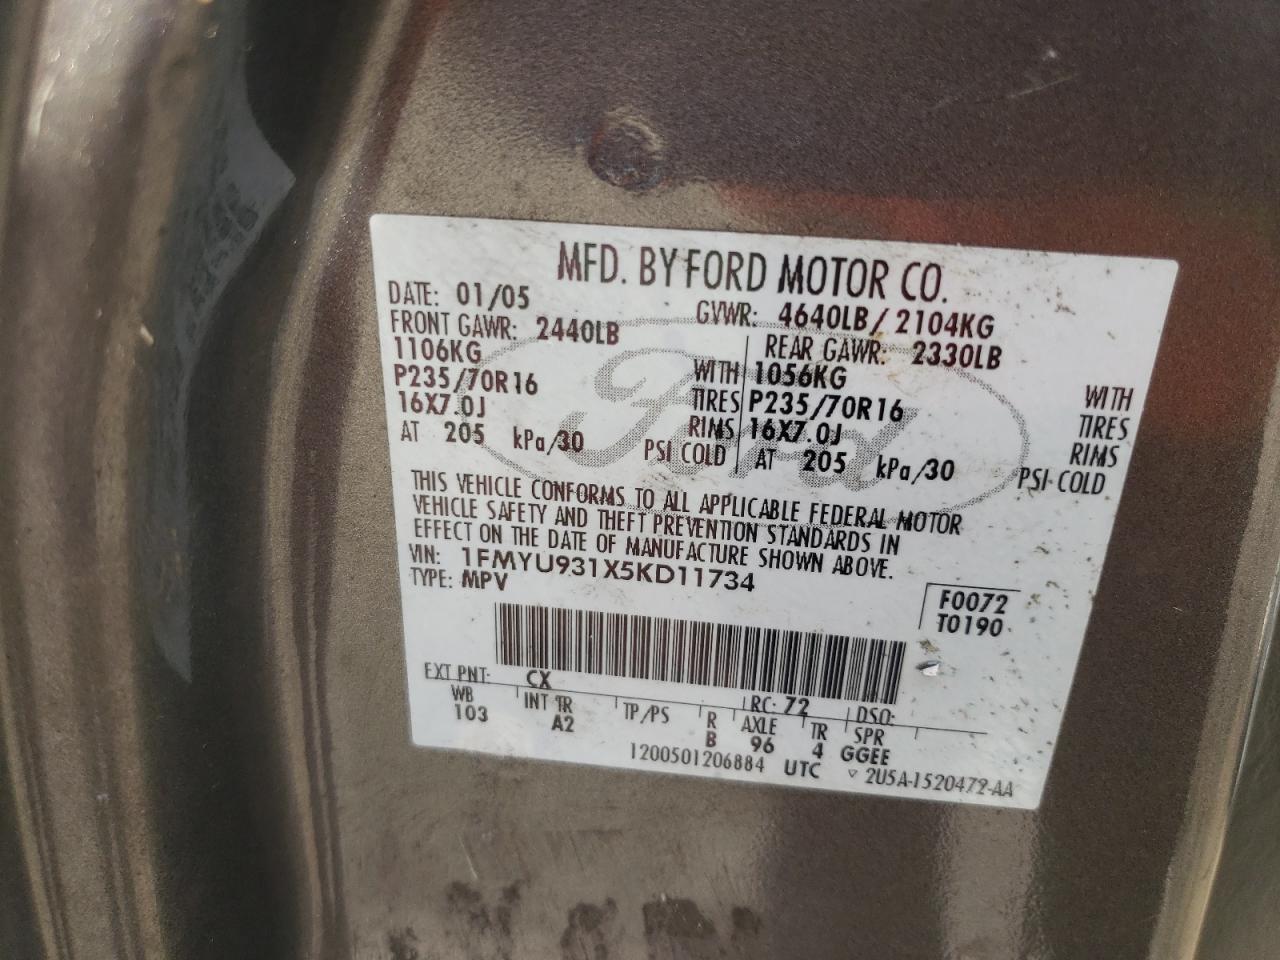 MFD. BY FORD MOTOR CO.
DATE: 01/05 GVWR: 4640LB/2104KG
FRONT GAWR: 2440LB REAR GAWR: 2330LB
1106KG WITH 1056KG WITH
P235/70R16 TIRES P235/70R16 TIRES
16X7.0J RIMS 16X7.0J RIMS
AT 205 kPa/30 PSI COLD AT 205 kPa/30 PSI COLD
Ford
THIS VEHICLE CONFORMS TO ALL APPLICABLE FEDERAL MOTOR
VEHICLE SAFETY AND THEFT PREVENTION STANDARDS IN
EFFECT ON THE DATE OF MANUFACTURE SHOWN ABOVE.
VIN: 1FMYU931X5KD11734
TYPE: MPV
F0072
T0190
EXT PNT: CX RC: 72 DSO:
WB INT TR TP/PS R AXLE TR SPR
103 A2 B 96 4 GGEE
1200501206884 UTC ▽ 2U5A-1520472-AA